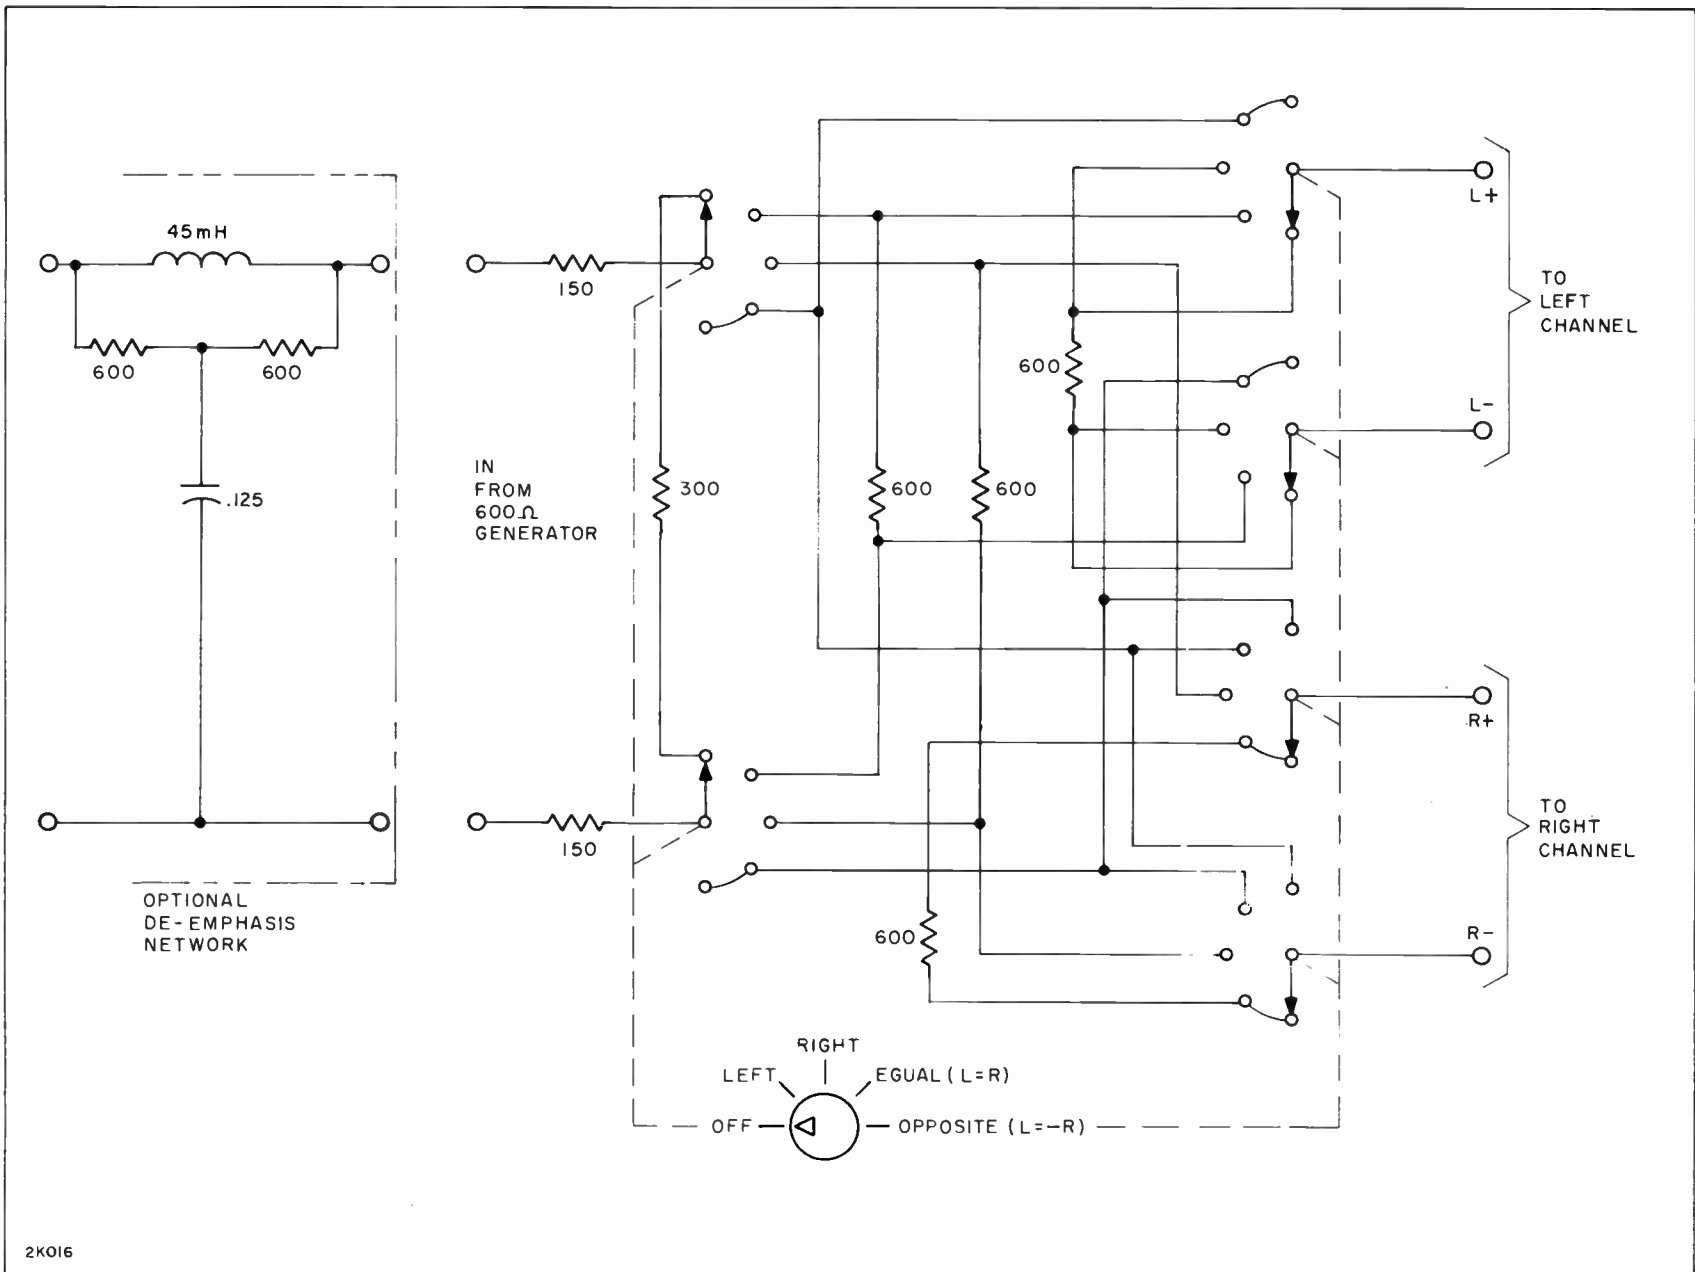 45mH
600
600
.125
OPTIONAL
DE-EMPHASIS
NETWORK
150
IN
FROM
600Ω
GENERATOR
300
150
600
600
600
600
L+
L-
TO
LEFT
CHANNEL
R+
R-
TO
RIGHT
CHANNEL
RIGHT
LEFT
EGUAL (L=R)
OFF
OPPOSITE (L=-R)
2K016